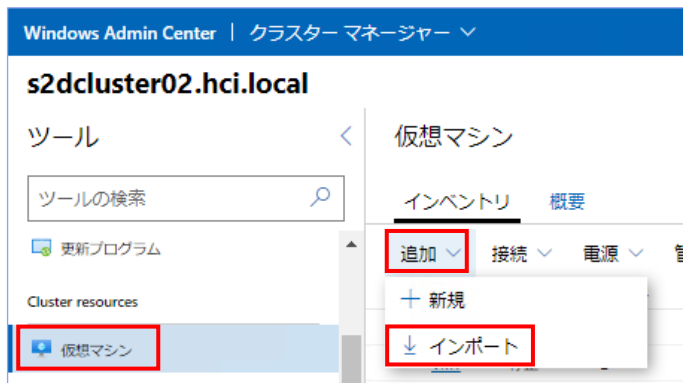 Windows Admin Center | クラスター マネージャー
s2dcluster02.hci.local
ツール
仮想マシン
ツールの検索
インベントリ 概要
更新プログラム
追加 接続 電源
新規
Cluster resources
インポート
仮想マシン